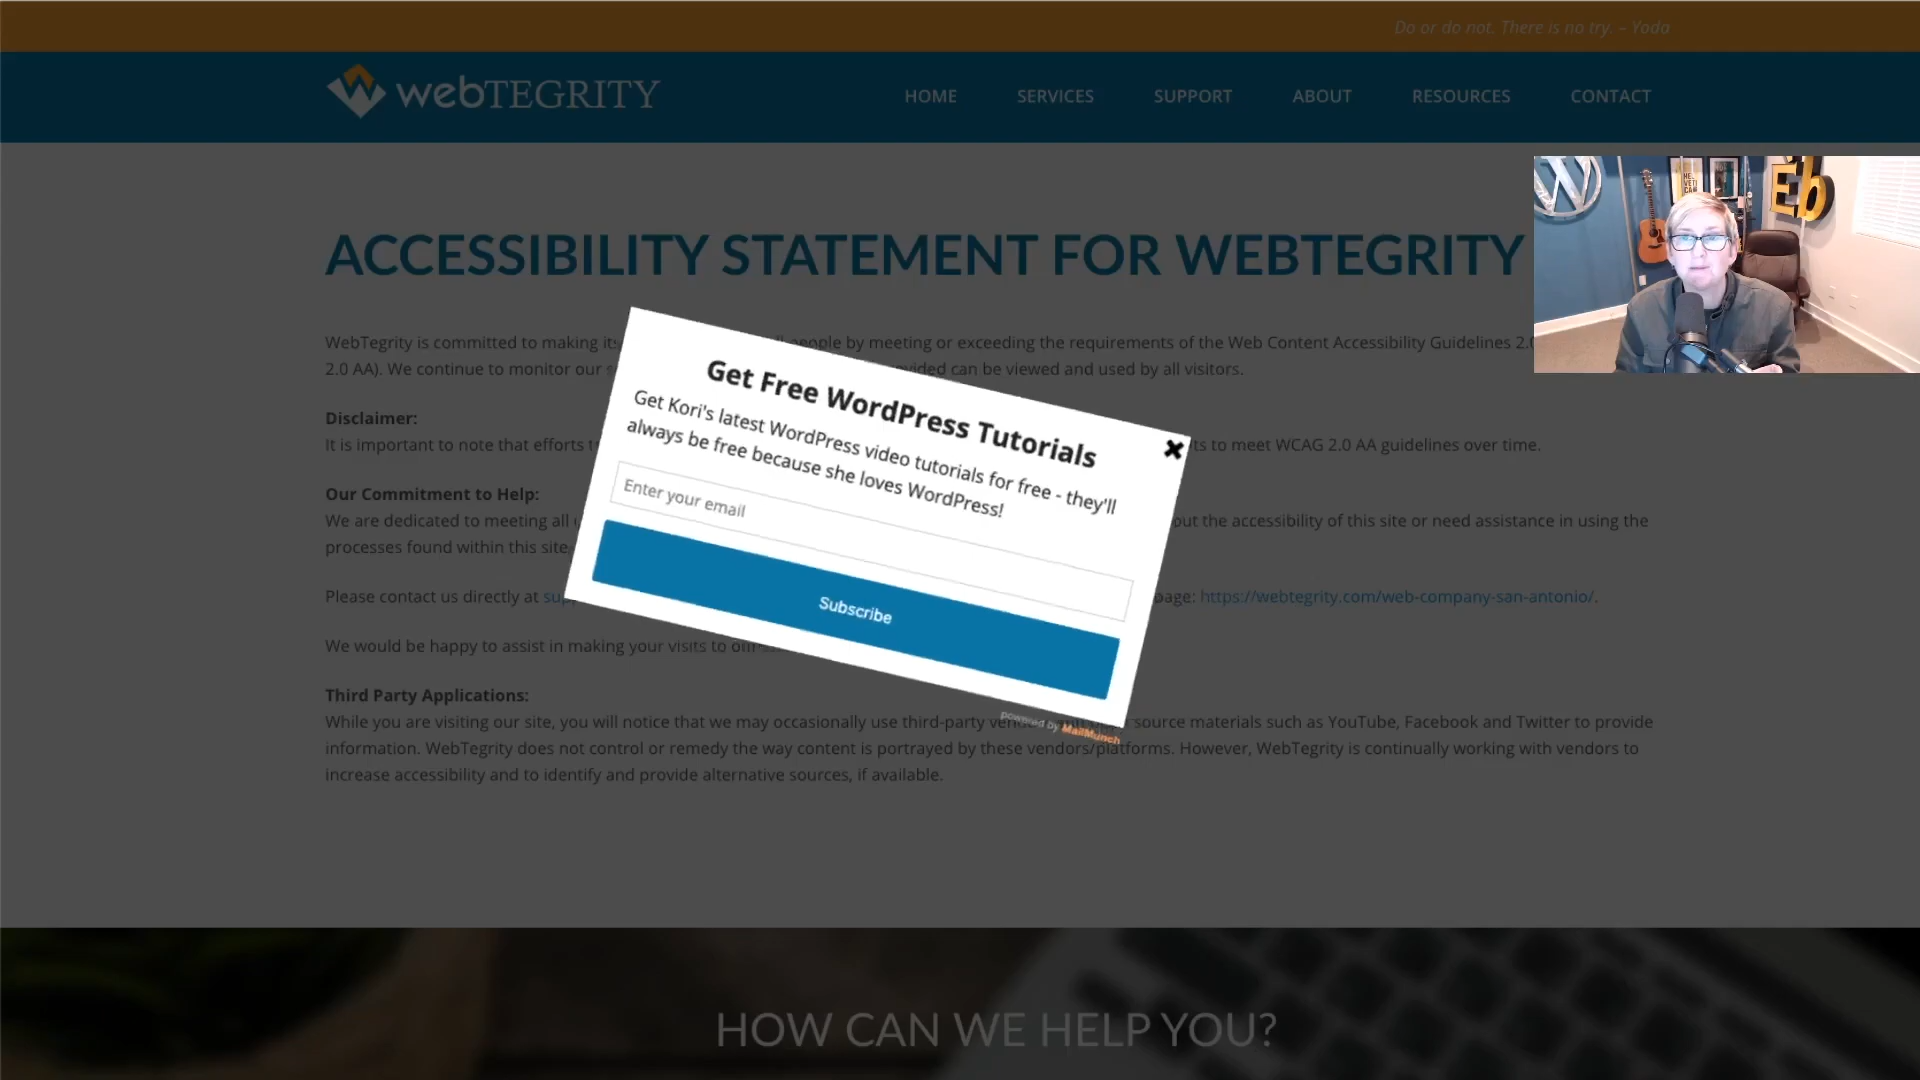 Do or do not. There is no try. – Yoda
webTEGRITY
HOME SERVICES SUPPORT ABOUT RESOURCES CONTACT
ACCESSIBILITY STATEMENT FOR WEBTEGRITY
WebTegrity is committed to making people by meeting or exceeding the requirements of the Web Content Accessibility Guidelines
2.0 AA). We continue to monitor our can be viewed and used by all visitors.
Disclaimer:
It is important to note that efforts to meet WCAG 2.0 AA guidelines over time.
Our Commitment to Help:
We are dedicated to meeting all the accessibility of this site or need assistance in using the
processes found within this site
Please contact us directly at page: https://webtegrity.com/web-company-san-antonio/.
We would be happy to assist in making your visits to
Third Party Applications:
While you are visiting our site, you will notice that we may occasionally use third-party source materials such as YouTube, Facebook and Twitter to provide
information. WebTegrity does not control or remedy the way content is portrayed by these vendors/platforms. However, WebTegrity is continually working with vendors to
increase accessibility and to identify and provide alternative sources, if available.
Get Free WordPress Tutorials
Get Kori's latest WordPress video tutorials for free - they'll
always be free because she loves WordPress!
Enter your email
Subscribe
powered by MailMunch
HOW CAN WE HELP YOU?
W
Eb